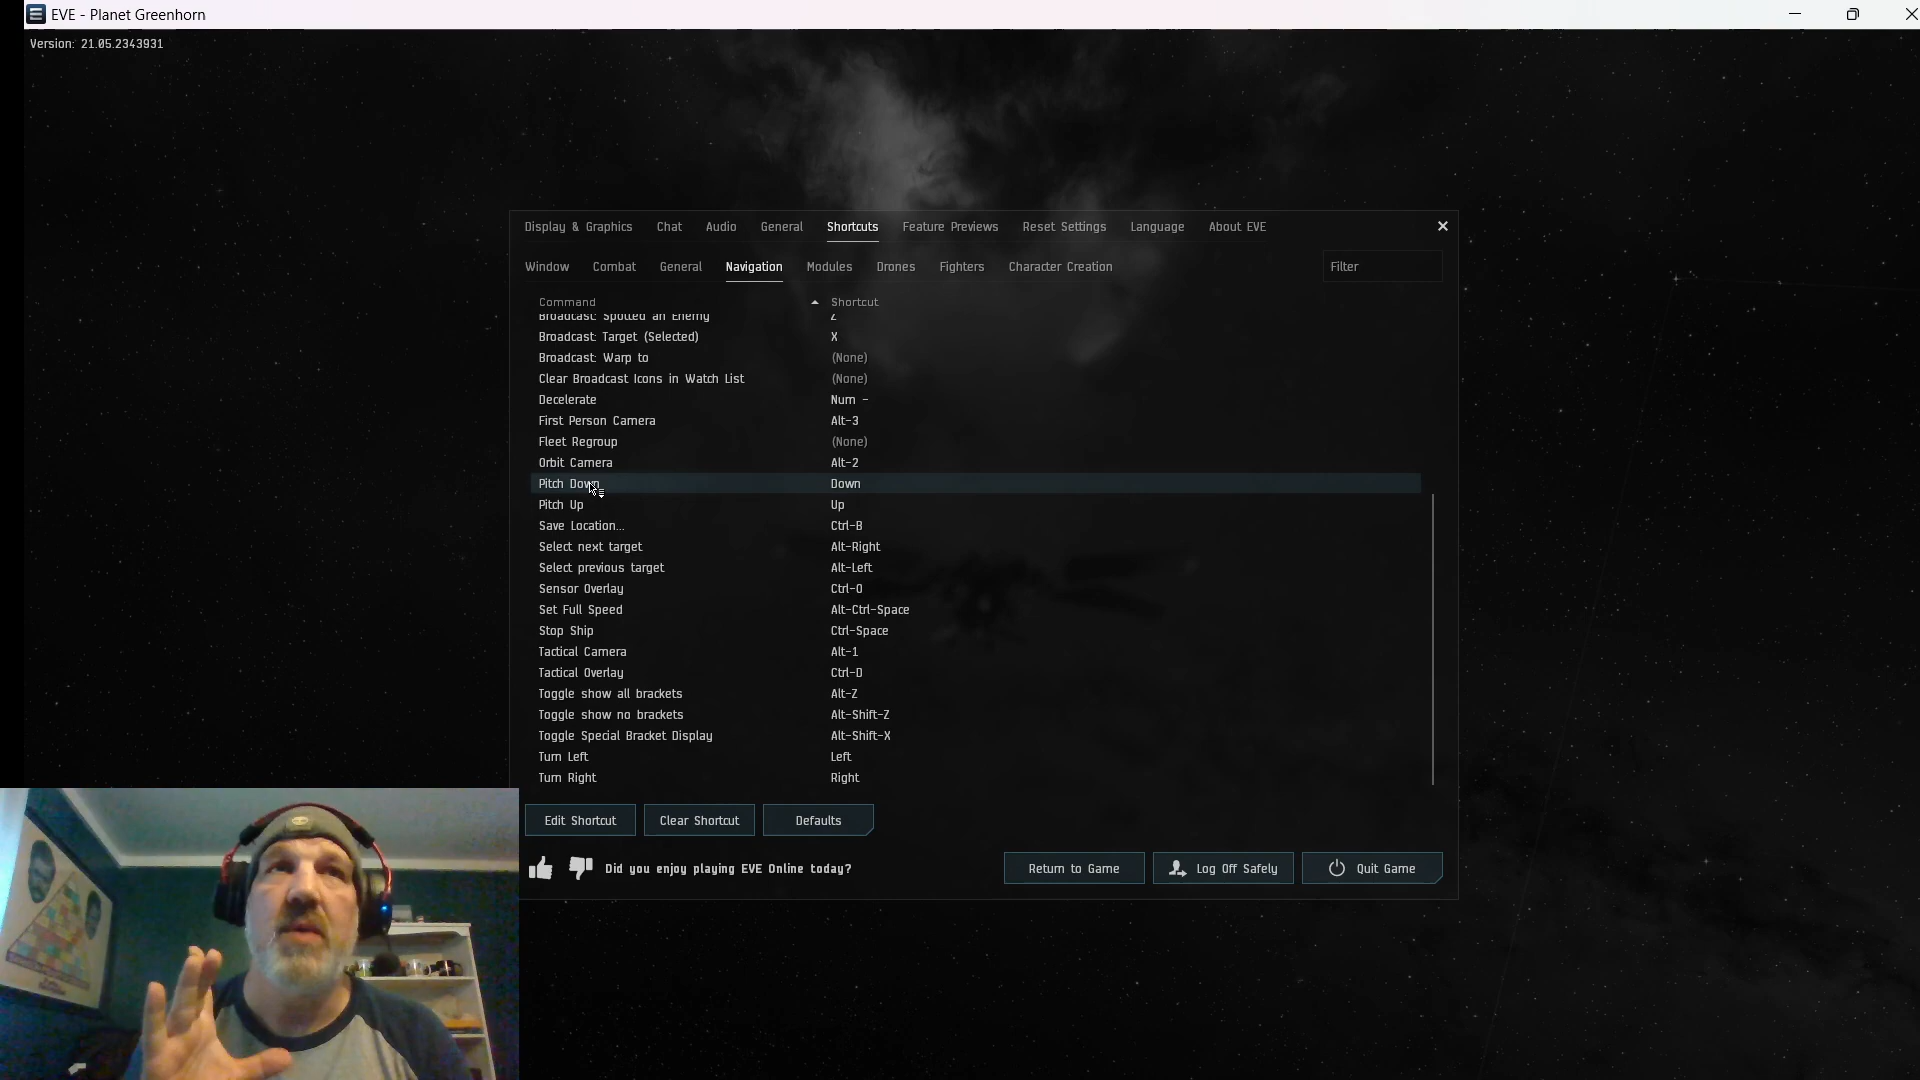 EVE - Planet Greenhorn
Version: 21.05.2343931
Display & Graphics Chat Audio General Shortcuts Feature Previews Reset Settings Language About EVE
Window Combat General Navigation Modules Drones Fighters Character Creation Filter
Command Shortcut
Broadcast: Spotted an Enemy Z
Broadcast: Target (Selected) X
Broadcast: Warp to (None)
Clear Broadcast Icons in Watch List (None)
Decelerate Num -
First Person Camera Alt-3
Fleet Regroup (None)
Orbit Camera Alt-2
Pitch Down Down
Pitch Up Up
Save Location... Ctrl-B
Select next target Alt-Right
Select previous target Alt-Left
Sensor Overlay Ctrl-O
Set Full Speed Alt-Ctrl-Space
Stop Ship Ctrl-Space
Tactical Camera Alt-1
Tactical Overlay Ctrl-D
Toggle show all brackets Alt-Z
Toggle show no brackets Alt-Shift-Z
Toggle Special Bracket Display Alt-Shift-X
Turn Left Left
Turn Right Right
Edit Shortcut Clear Shortcut Defaults
Did you enjoy playing EVE Online today? Return to Game Log Off Safely Quit Game